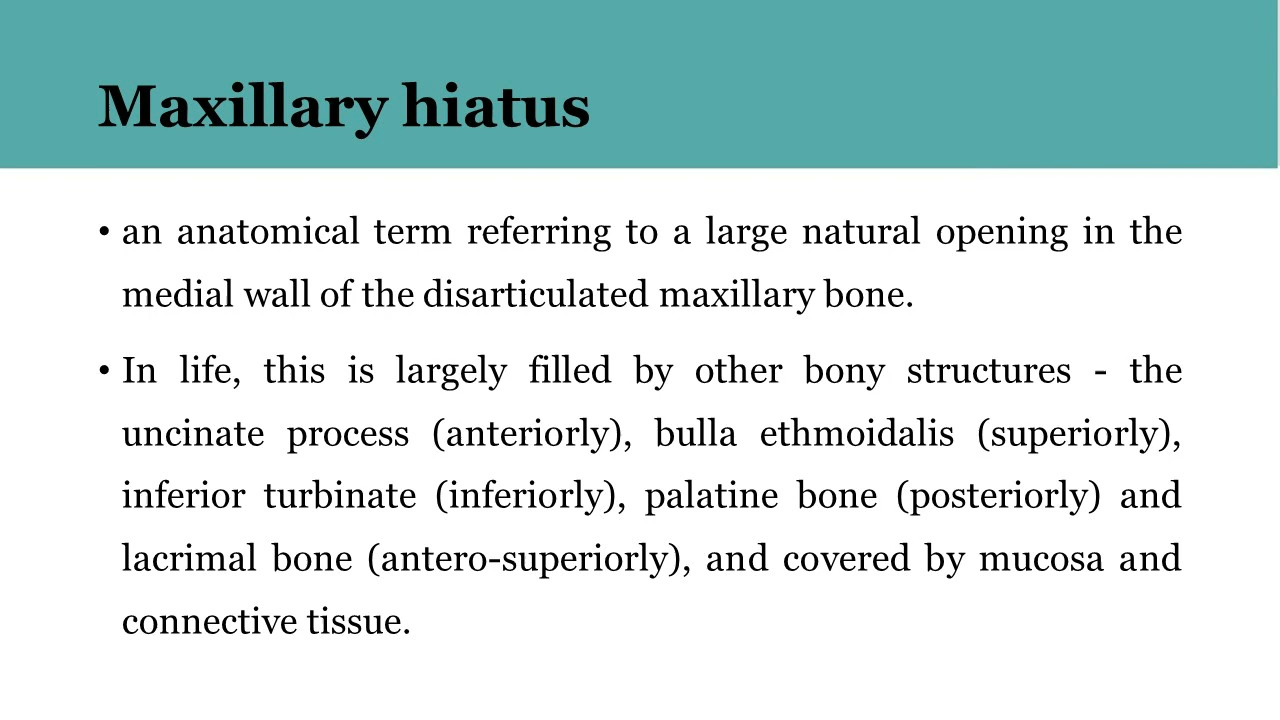 Maxillary hiatus
• an anatomical term referring to a large natural opening in the
medial wall of the disarticulated maxillary bone.
• In life, this is largely filled by other bony structures - the
uncinate process (anteriorly), bulla ethmoidalis (superiorly),
inferior turbinate (inferiorly), palatine bone (posteriorly) and
lacrimal bone (antero-superiorly), and covered by mucosa and
connective tissue.